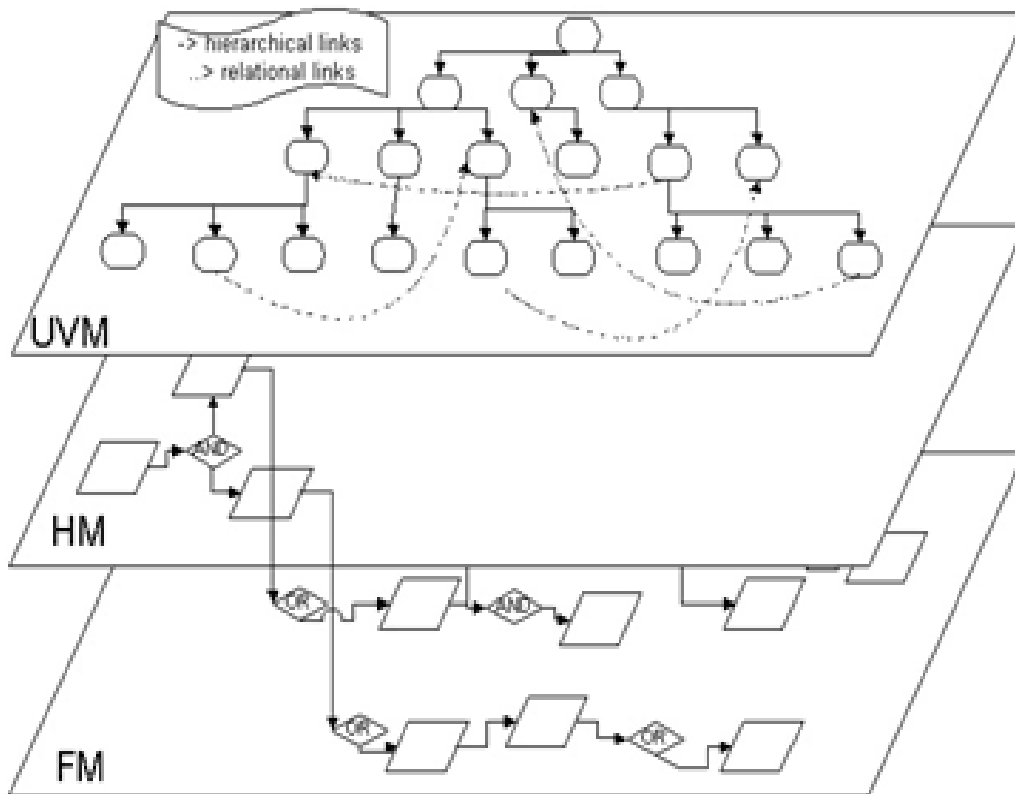 -> hierarchical links
..> relational links
UVM
AND
HM
OR
AND
OR
OR
FM